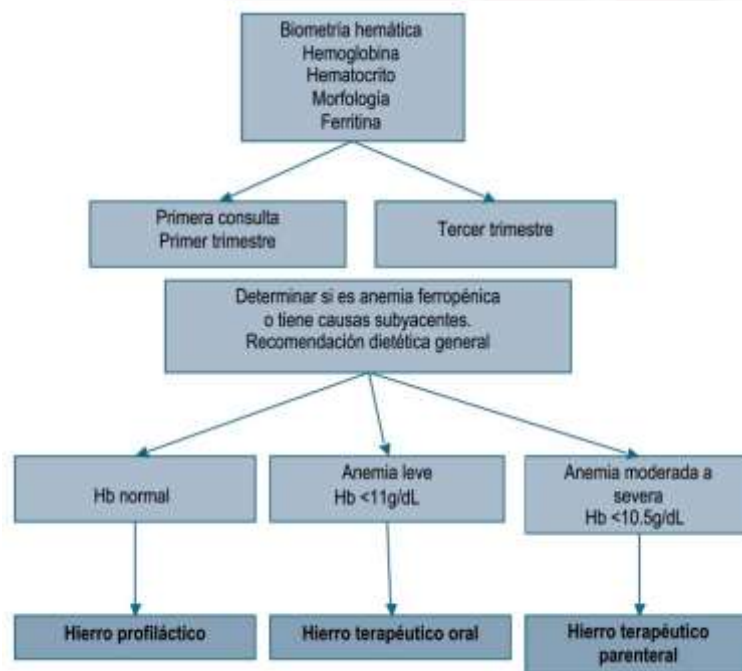 Biometría hemática
Hemoglobina
Hematocrito
Morfología
Ferritina
Primera consulta
Primer trimestre
Tercer trimestre
Determinar si es anemia ferropénica
o tiene causas subyacentes.
Recomendación dietética general
Hb normal
Anemia leve
Hb <11g/dL
Anemia moderada a
severa
Hb <10.5g/dL
Hierro profiláctico
Hierro terapéutico oral
Hierro terapéutico
parenteral